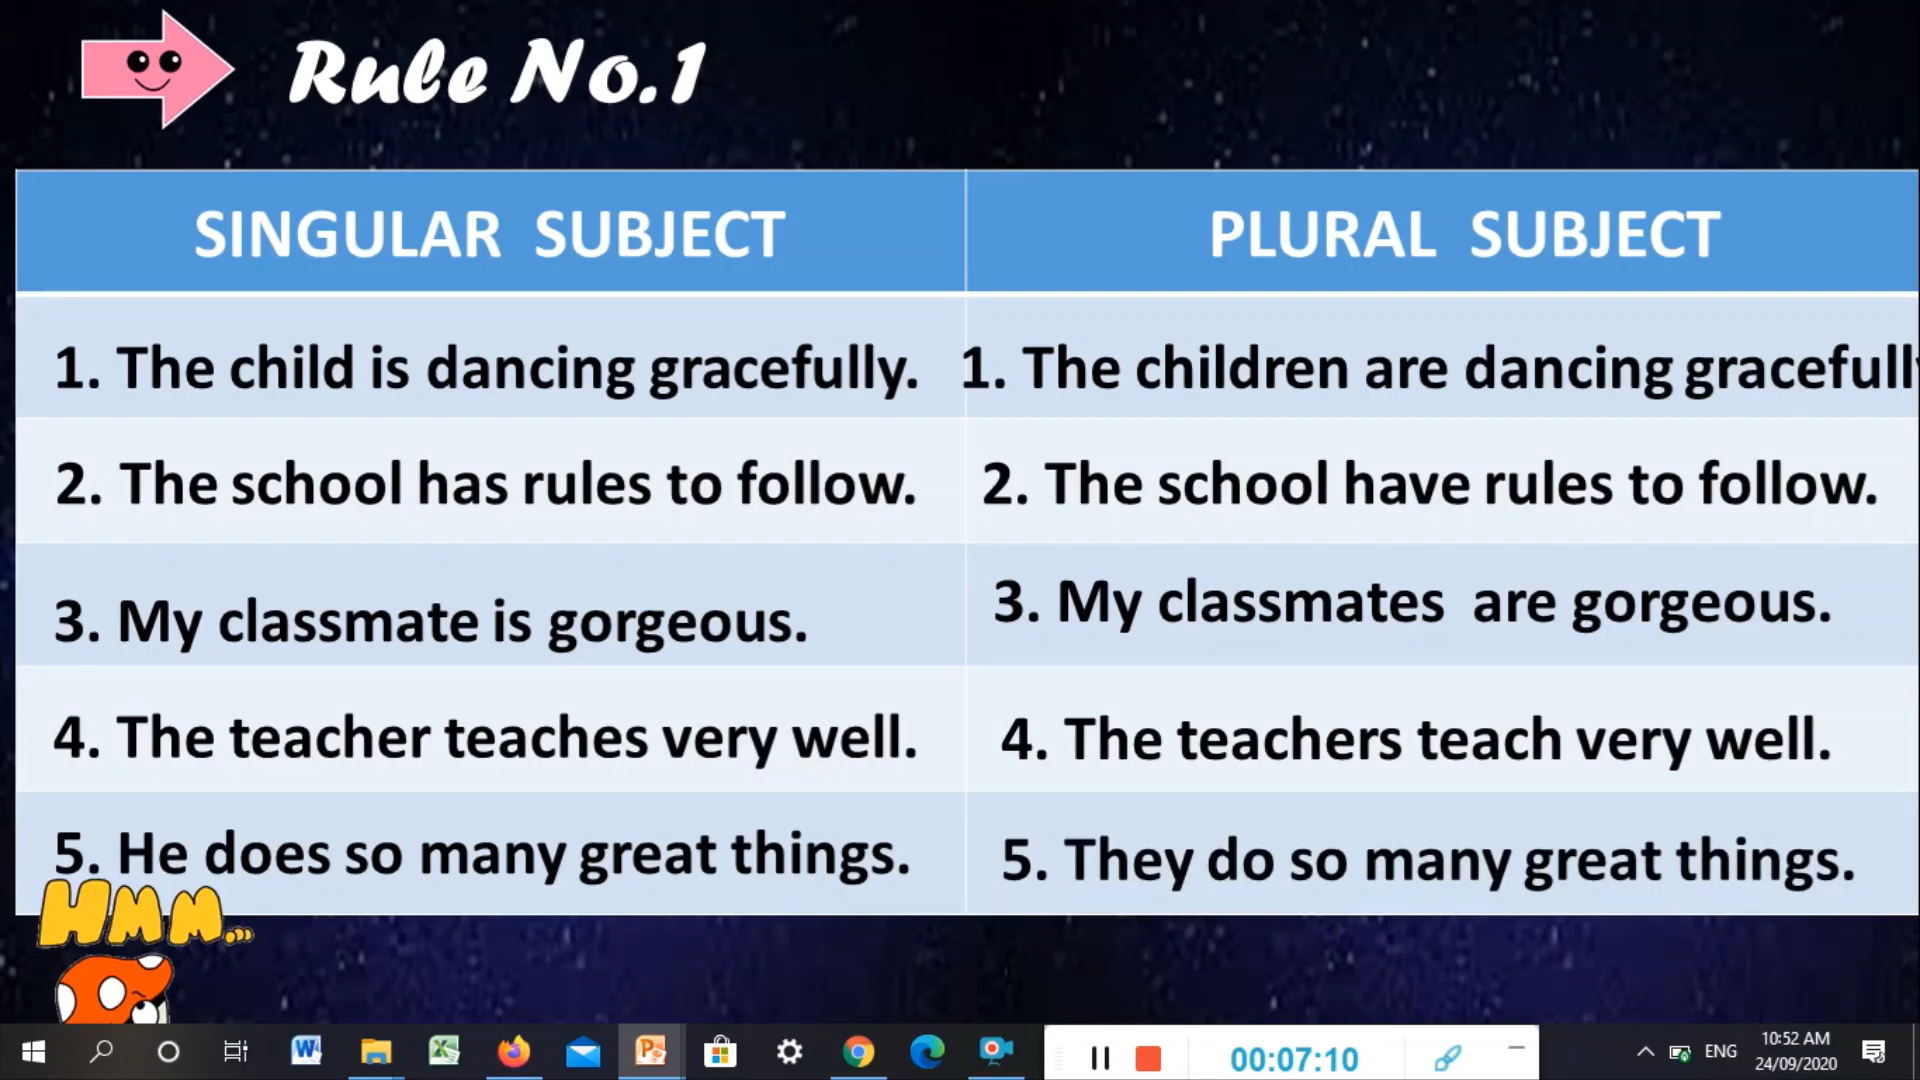 Rule No.1
SINGULAR SUBJECT
PLURAL SUBJECT
1. The child is dancing gracefully.
1. The children are dancing gracefully
2. The school has rules to follow.
2. The school have rules to follow.
3. My classmate is gorgeous.
3. My classmates are gorgeous.
4. The teacher teaches very well.
4. The teachers teach very well.
5. He does so many great things.
5. They do so many great things.
HMM...
00:07:10
ENG
10:52 AM
24/09/2020